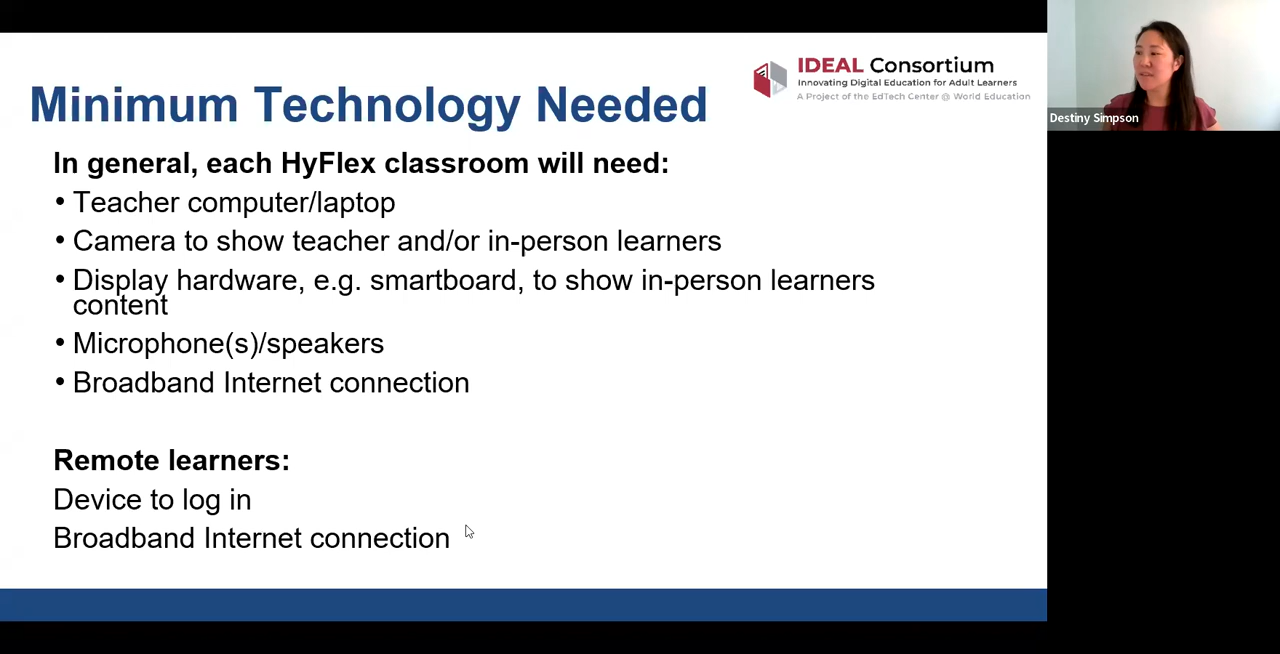 IDEAL Consortium
Innovating Digital Education for Adult Learners
A Project of the EdTech Center @ World Education
Minimum Technology Needed
In general, each HyFlex classroom will need:
• Teacher computer/laptop
• Camera to show teacher and/or in-person learners
• Display hardware, e.g. smartboard, to show in-person learners
content
• Microphone(s)/speakers
• Broadband Internet connection
Remote learners:
Device to log in
Broadband Internet connection
Destiny Simpson